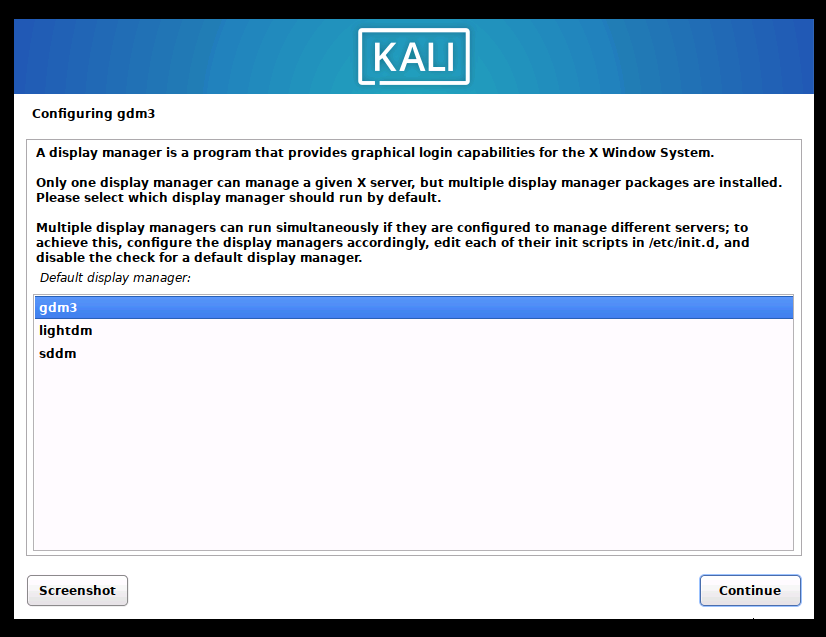 KALI
Configuring gdm3
A display manager is a program that provides graphical login capabilities for the X Window System.
Only one display manager can manage a given X server, but multiple display manager packages are installed.
Please select which display manager should run by default.
Multiple display managers can run simultaneously if they are configured to manage different servers; to
achieve this, configure the display managers accordingly, edit each of their init scripts in /etc/init.d, and
disable the check for a default display manager.
Default display manager:
gdm3
lightdm
sddm
Screenshot
Continue